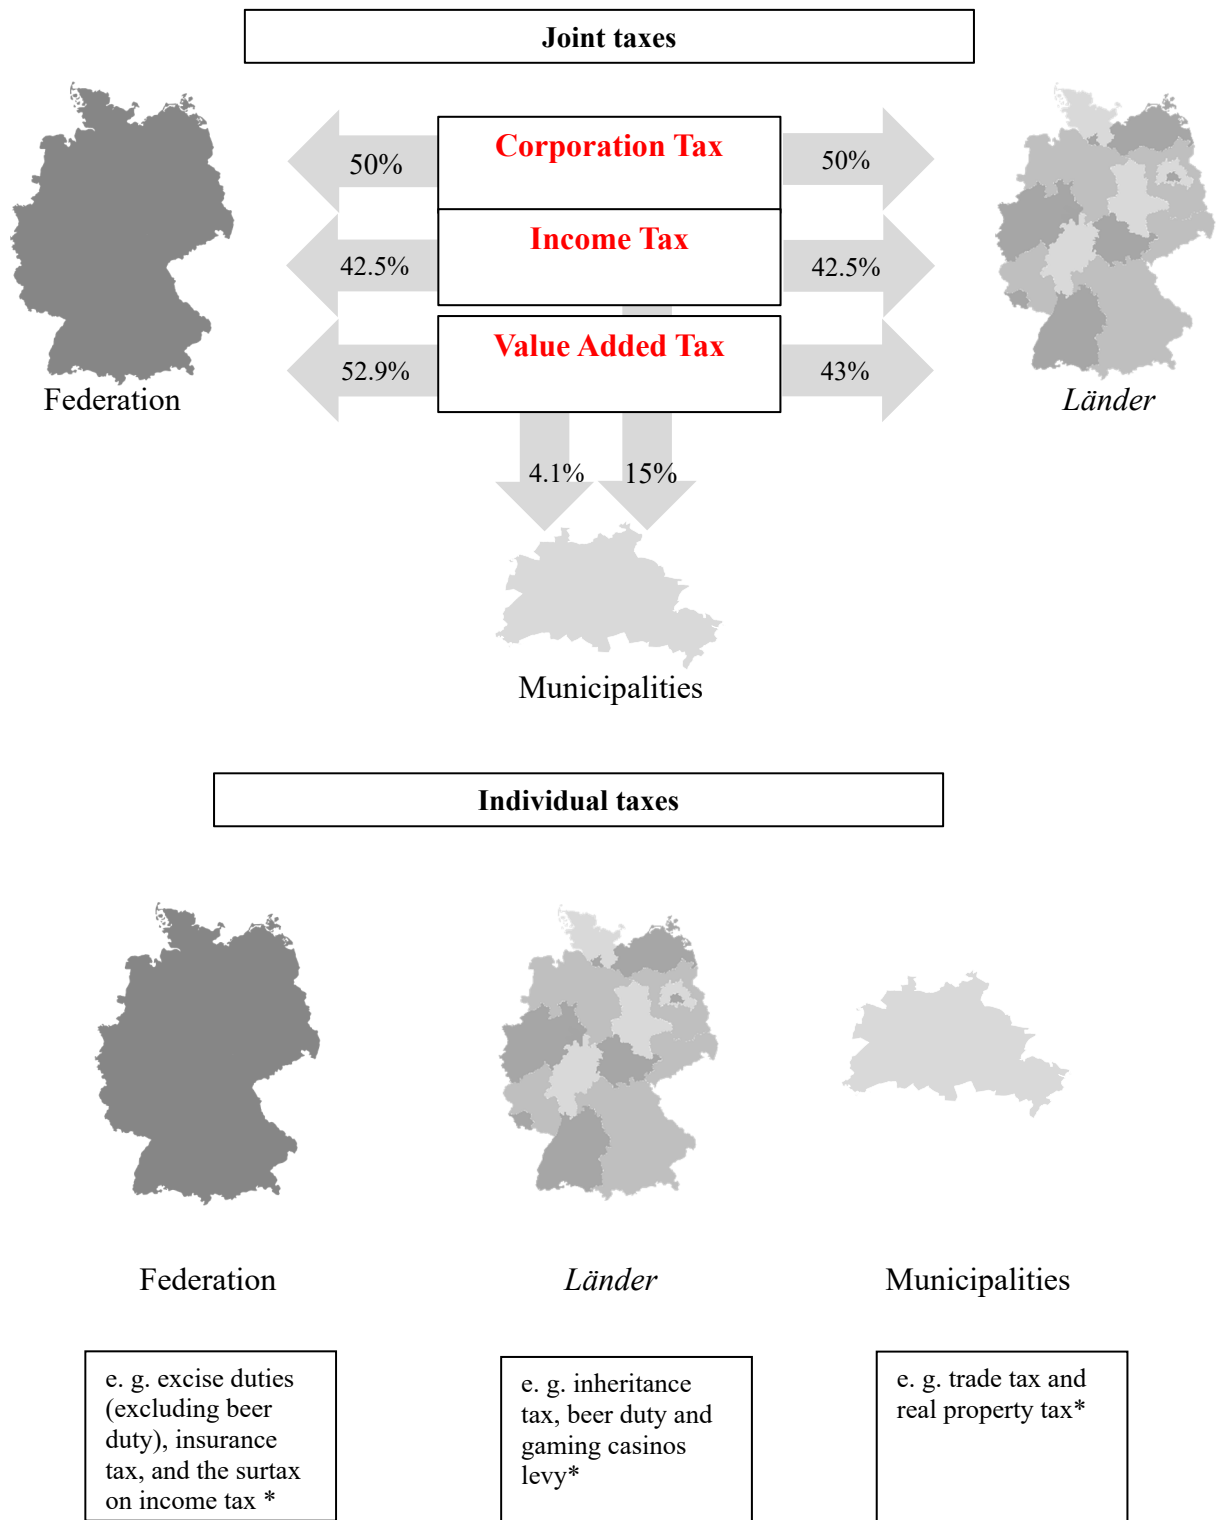 Joint taxes
Corporation Tax
50%
50%
Income Tax
42.5%
42.5%
Value Added Tax
52.9%
43%
Federation
Länder
4.1%
15%
Municipalities
Individual taxes
Federation
Länder
Municipalities
e. g. excise duties
(excluding beer
duty), insurance
tax, and the surtax
on income tax *
e. g. inheritance
tax, beer duty and
gaming casinos
levy*
e. g. trade tax and
real property tax*